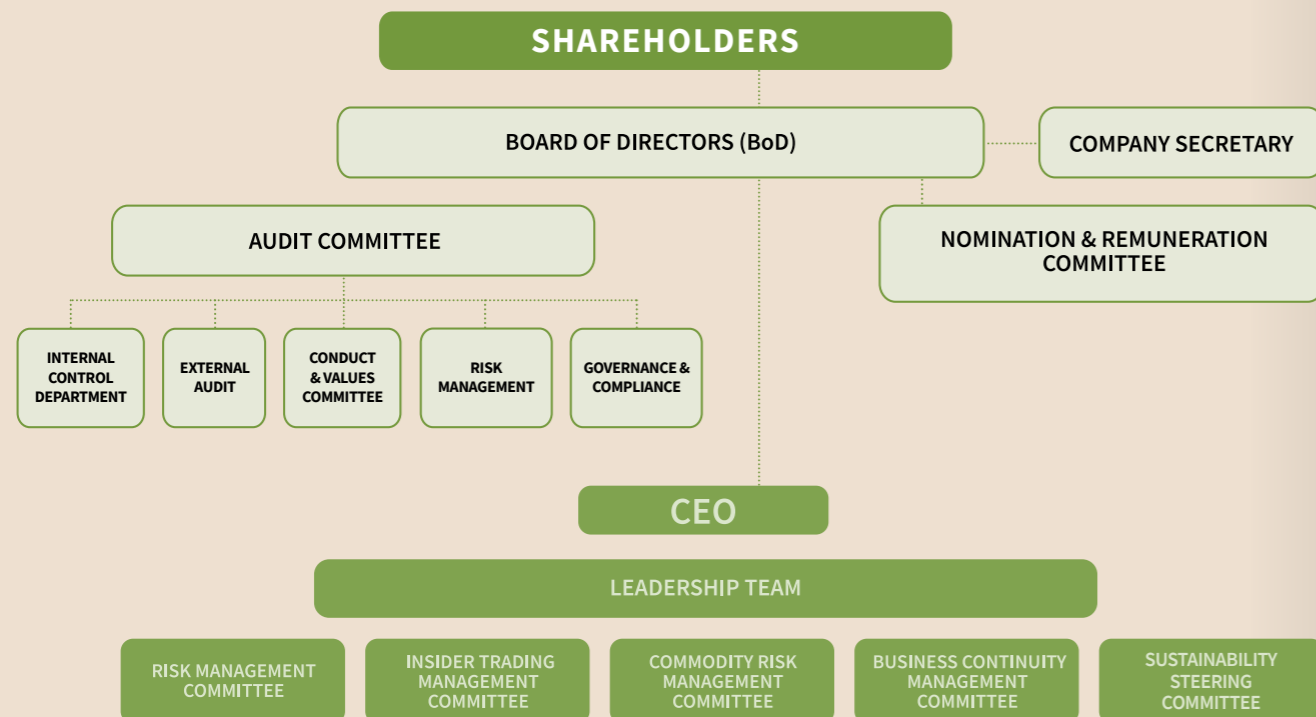 SHAREHOLDERS
BOARD OF DIRECTORS (BoD)
COMPANY SECRETARY
AUDIT COMMITTEE
NOMINATION & REMUNERATION
COMMITTEE
INTERNAL
CONTROL
DEPARTMENT
EXTERNAL
AUDIT
CONDUCT
& VALUES
COMMITTEE
RISK
MANAGEMENT
GOVERNANCE &
COMPLIANCE
CEO
LEADERSHIP TEAM
RISK MANAGEMENT
COMMITTEE
INSIDER TRADING
MANAGEMENT
COMMITTEE
COMMODITY RISK
MANAGEMENT
COMMITTEE
BUSINESS CONTINUITY
MANAGEMENT
COMMITTEE
SUSTAINABILITY
STEERING
COMMITTEE